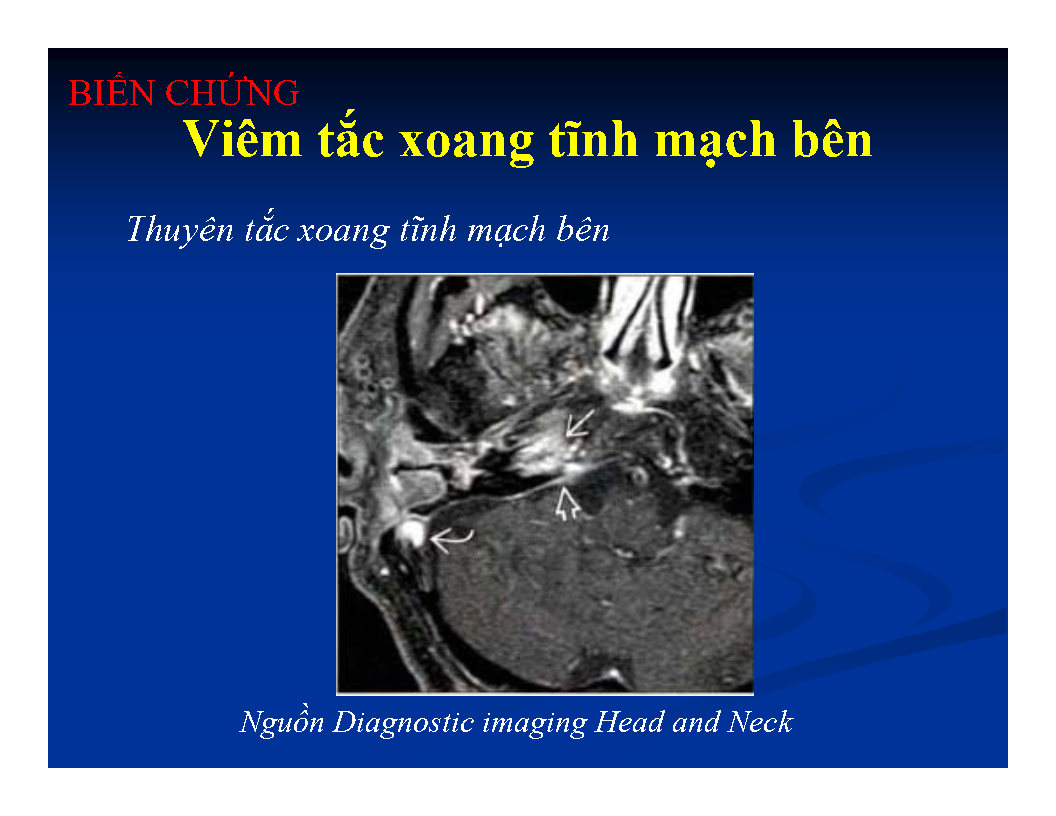 BIẾN CHỨNG
Viêm tắc xoang tĩnh mạch bên
Thuyên tắc xoang tĩnh mạch bên
Nguồn Diagnostic imaging Head and Neck